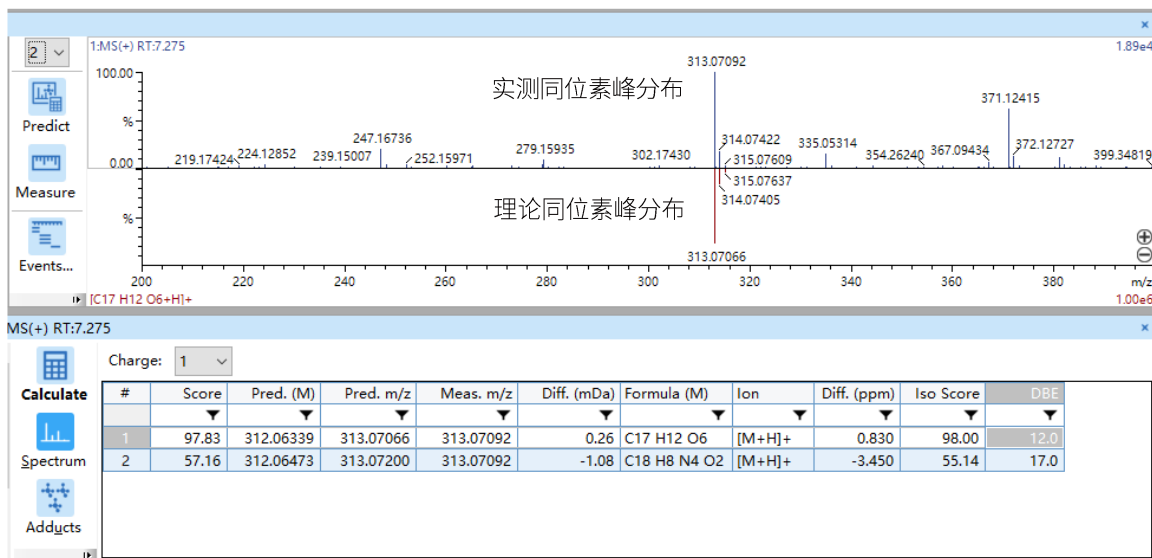 1:MS(+) RT:7.275 1.89e4
2
Predict
Measure
Events...
100.00
%
0.00
%
实测同位素峰分布
313.07092
371.12415
247.16736
219.17424 224.12852 239.15007 252.15971 279.15935 302.17430 314.07422 335.05314 354.26240 367.09434 372.12727 399.34819
315.07609
315.07637
314.07405
理论同位素峰分布
313.07066
200 220 240 260 280 300 320 340 360 380 m/z
[C17 H12 O6+H]+ 1.00e6
MS(+) RT:7.275
Calculate
Spectrum
Adducts
Charge: 1
# Score Pred. (M) Pred. m/z Meas. m/z Diff. (mDa) Formula (M) Ion Diff. (ppm) Iso Score DBE
1 97.83 312.06339 313.07066 313.07092 0.26 C17 H12 O6 [M+H]+ 0.830 98.00 12.0
2 57.16 312.06473 313.07200 313.07092 -1.08 C18 H8 N4 O2 [M+H]+ -3.450 55.14 17.0